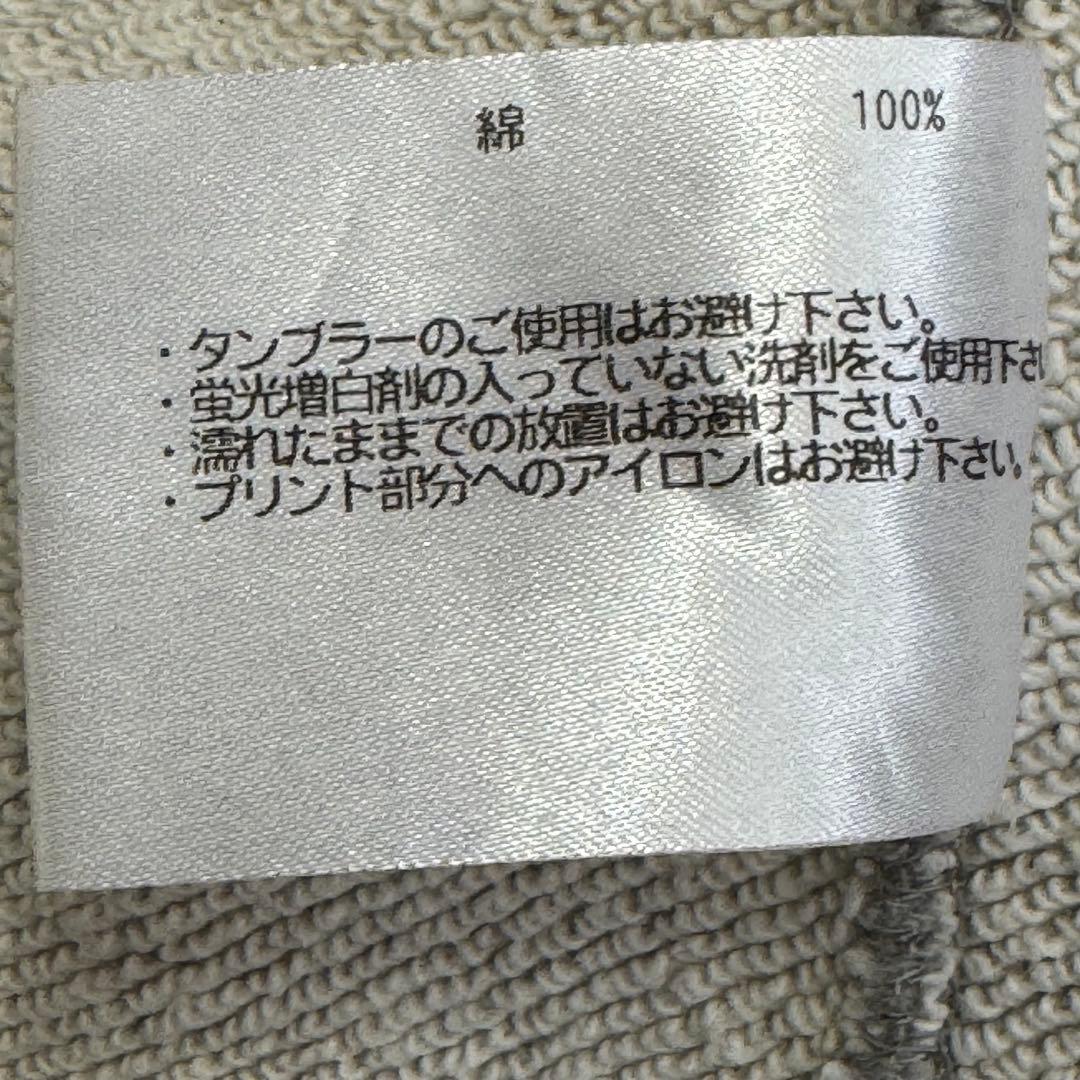 綿 100%
・タンブラーのご使用はお避け下さい。
・蛍光増白剤の入っていない洗剤をご使用下さい
・濡れたままでの放置はお避け下さい。
・プリント部分へのアイロンはお避け下さい。